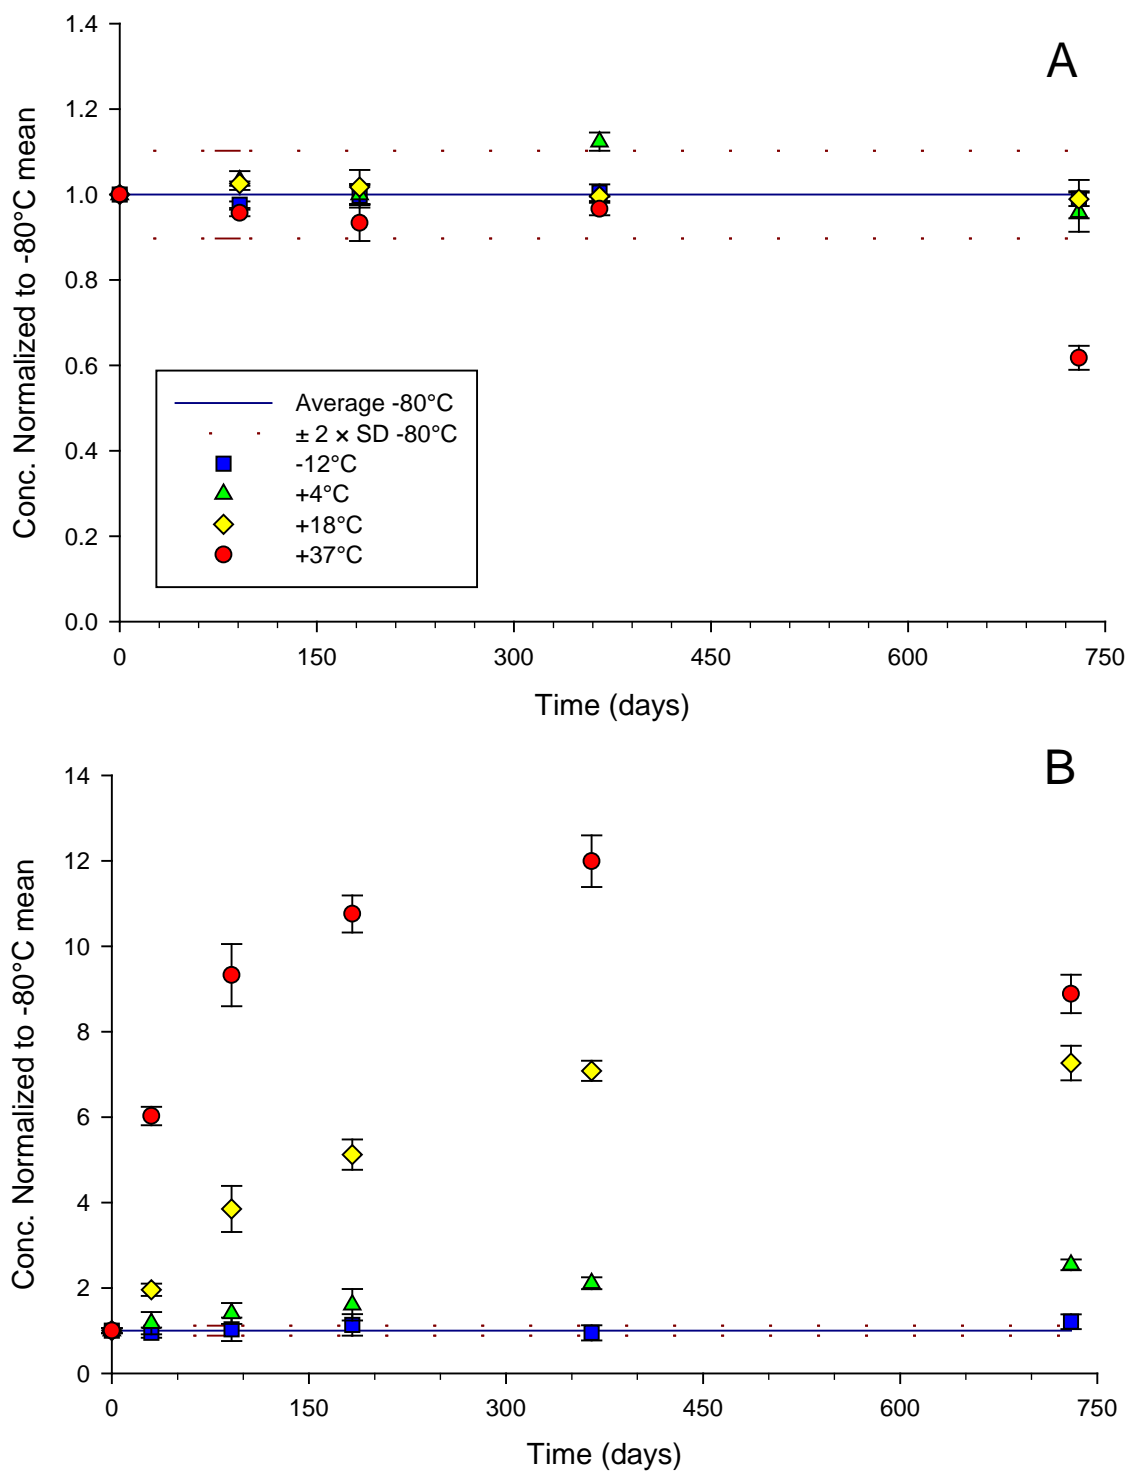 A
Conc. Normalized to -80°C mean
1.4
1.2
1.0
0.8
0.6
0.4
0.2
0.0
Average -80°C
± 2 × SD -80°C
-12°C
+4°C
+18°C
+37°C
0 150 300 450 600 750
Time (days)
B
Conc. Normalized to -80°C mean
14
12
10
8
6
4
2
0
0 150 300 450 600 750
Time (days)